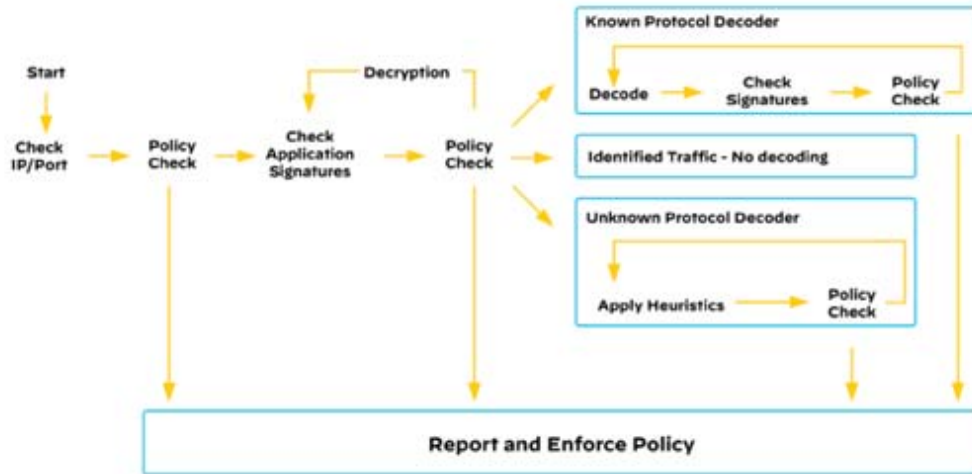 Start
Check
IP/Port
Policy
Check
Decryption
Check
Application
Signatures
Policy
Check
Known Protocol Decoder
Decode
Check
Signatures
Policy
Check
Identified Traffic - No decoding
Unknown Protocol Decoder
Apply Heuristics
Policy
Check
Report and Enforce Policy